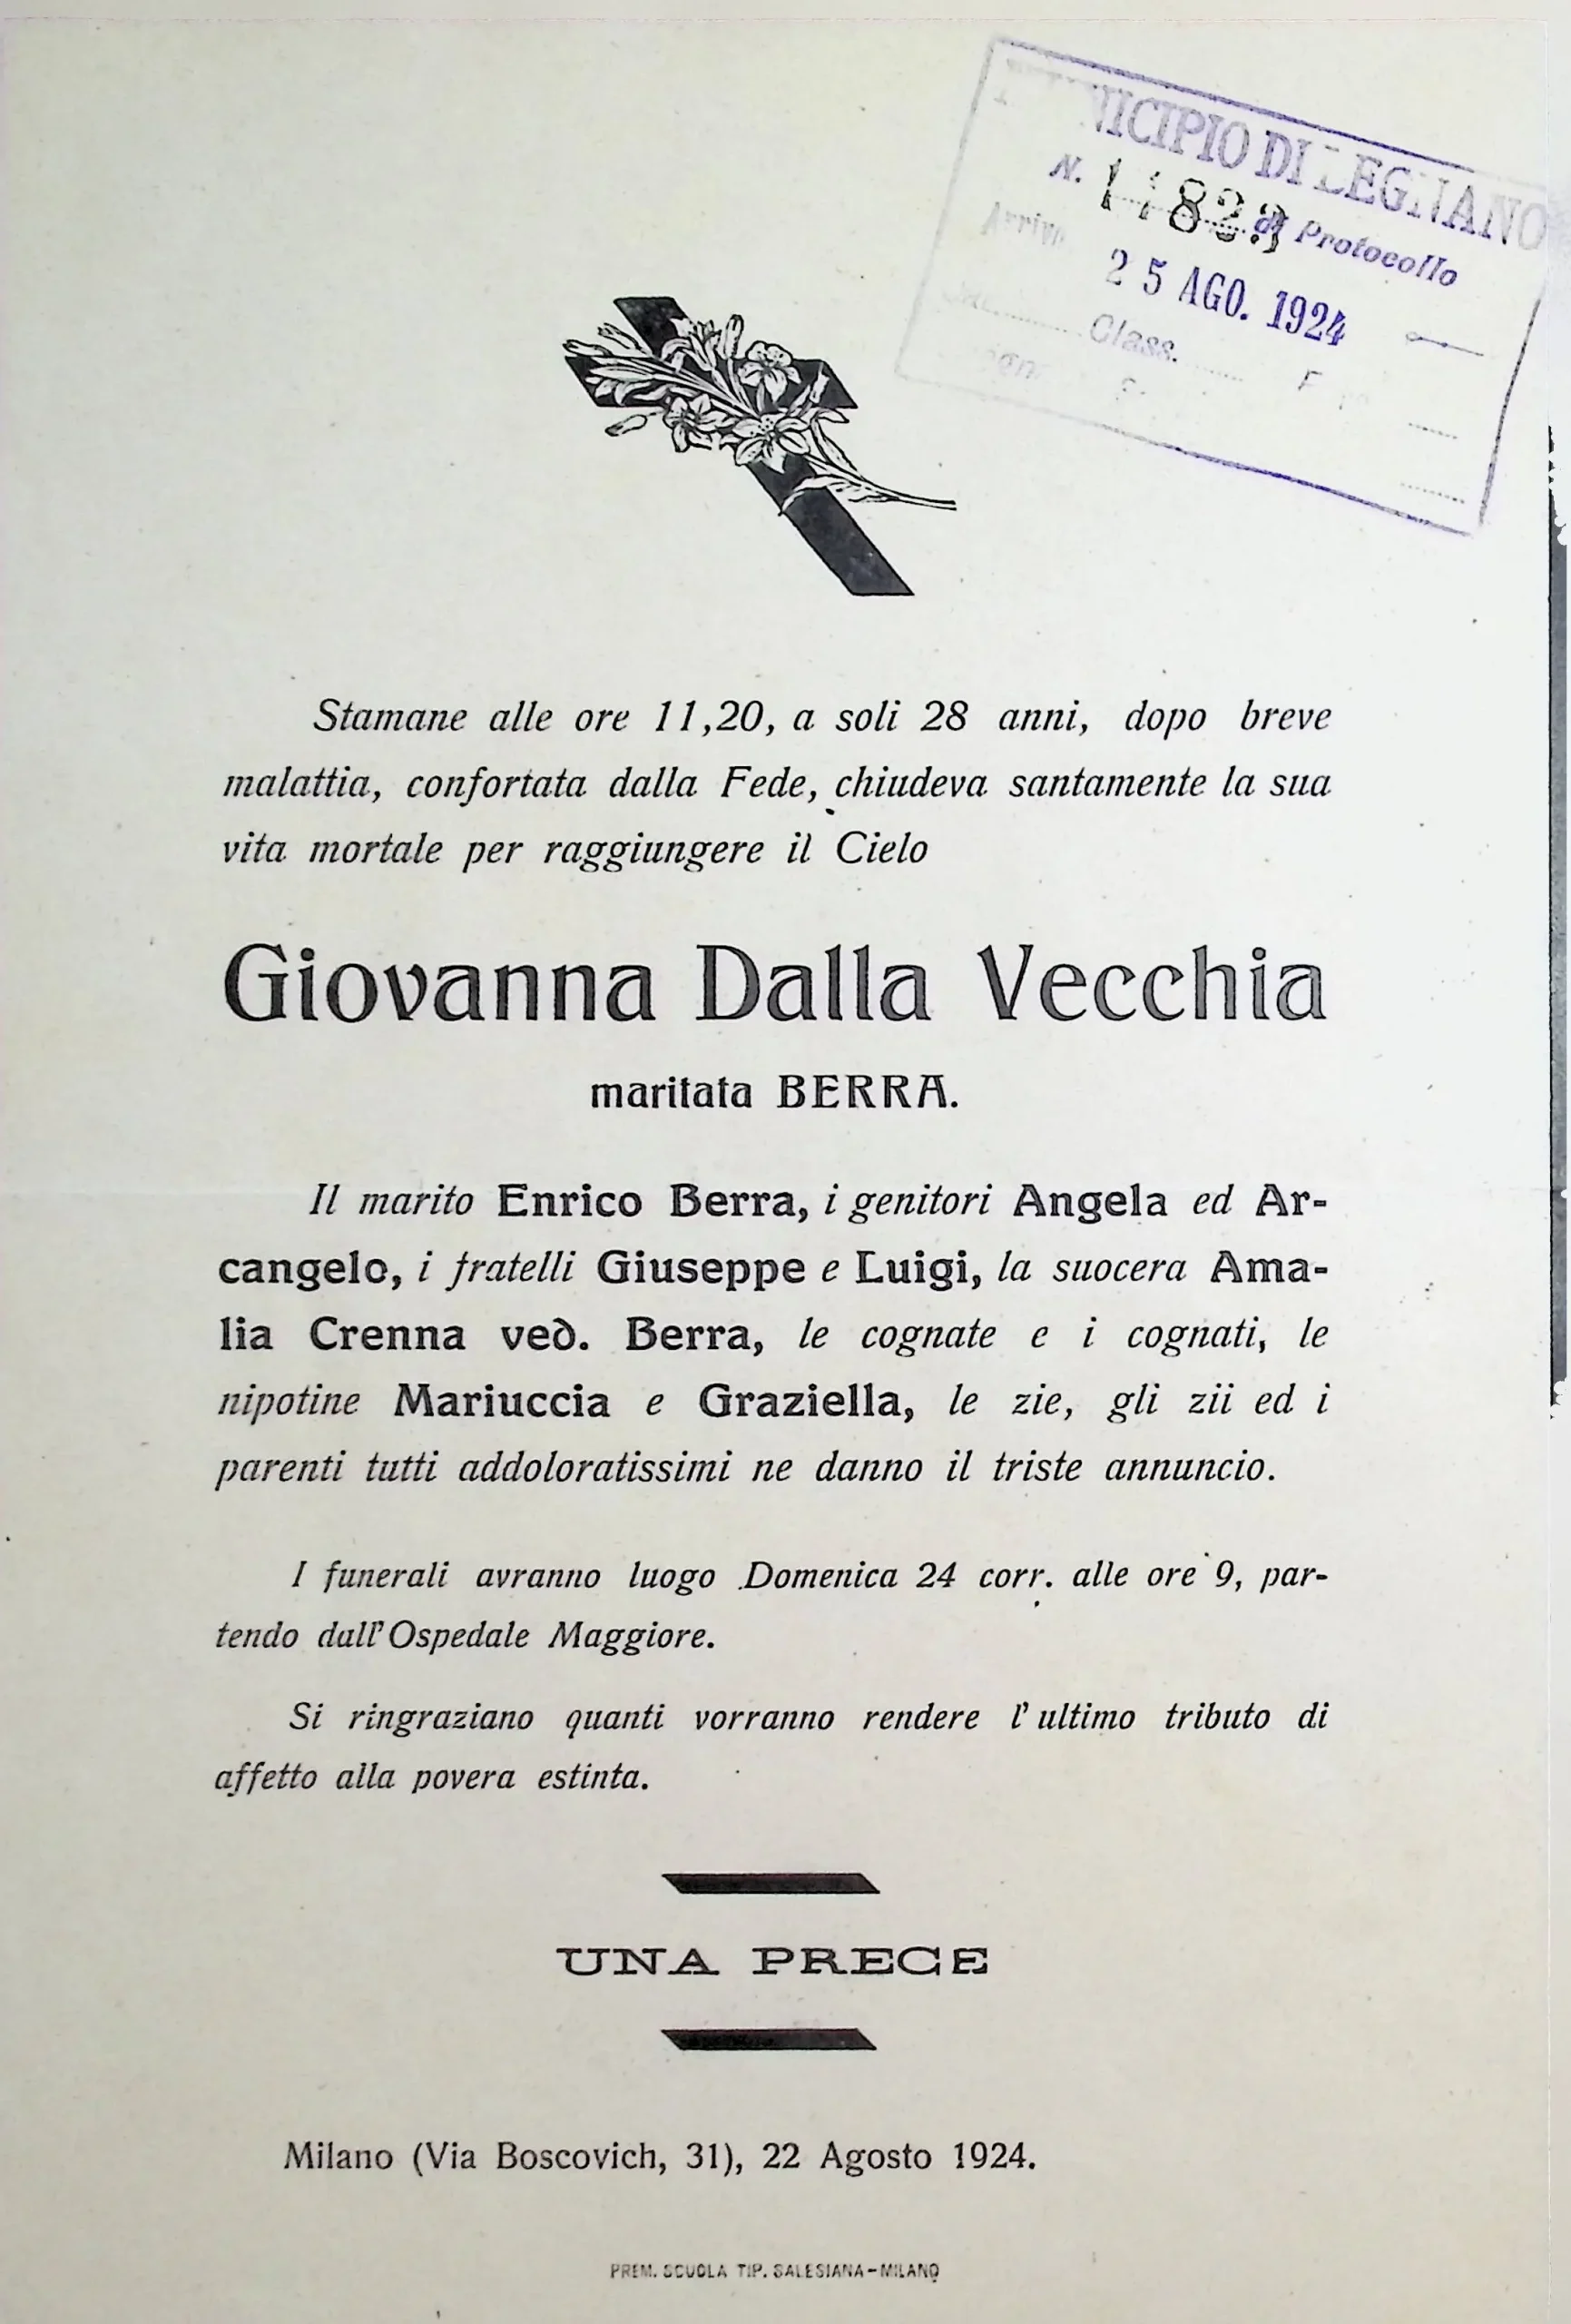 MUNICIPIO DI LEGNANO
N. di Protocollo
Arrivo
25 AGO. 1924
Class.
Stamane alle ore 11,20, a soli 28 anni, dopo breve
malattia, confortata dalla Fede, chiudeva santamente la sua
vita mortale per raggiungere il Cielo
Giovanna Dalla Vecchia
maritata BERRA.
Il marito Enrico Berra, i genitori Angela ed Ar-
cangelo, i fratelli Giuseppe e Luigi, la suocera Ama-
lia Crenna ved. Berra, le cognate e i cognati, le
nipotine Mariuccia e Graziella, le zie, gli zii ed i
parenti tutti addoloratissimi ne danno il triste annuncio.
I funerali avranno luogo Domenica 24 corr. alle ore 9, par-
tendo dall'Ospedale Maggiore.
Si ringraziano quanti vorranno rendere l'ultimo tributo di
affetto alla povera estinta.
UNA PRECE
Milano (Via Boscovich, 31), 22 Agosto 1924.
PREM. SCUOLA TIP. SALESIANA-MILANO